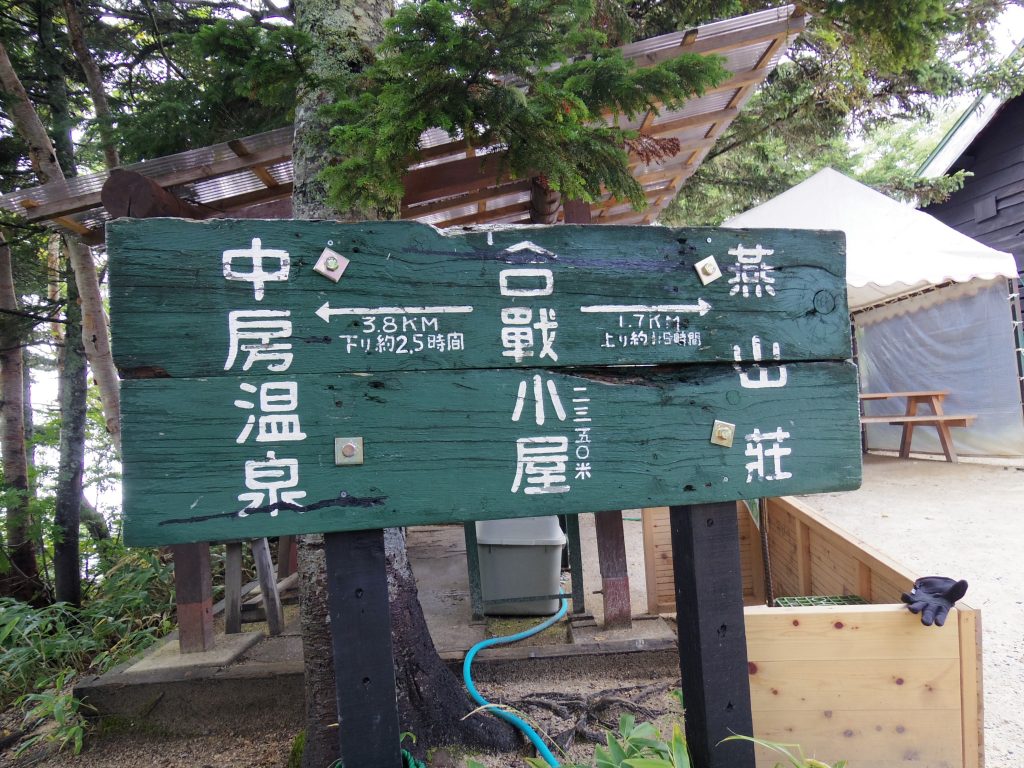 中房温泉
3.8KM
下り約2.5時間
合戰小屋
二三五〇米
1.7KM
上り約1.5時間
燕山荘